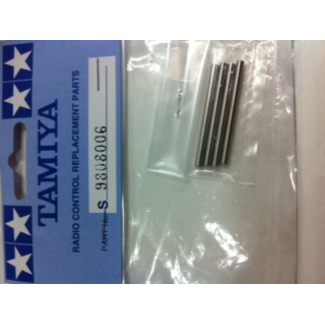 TAMIYA
RADIO CONTROL REPLACEMENT PARTS
PART No. S 9808006